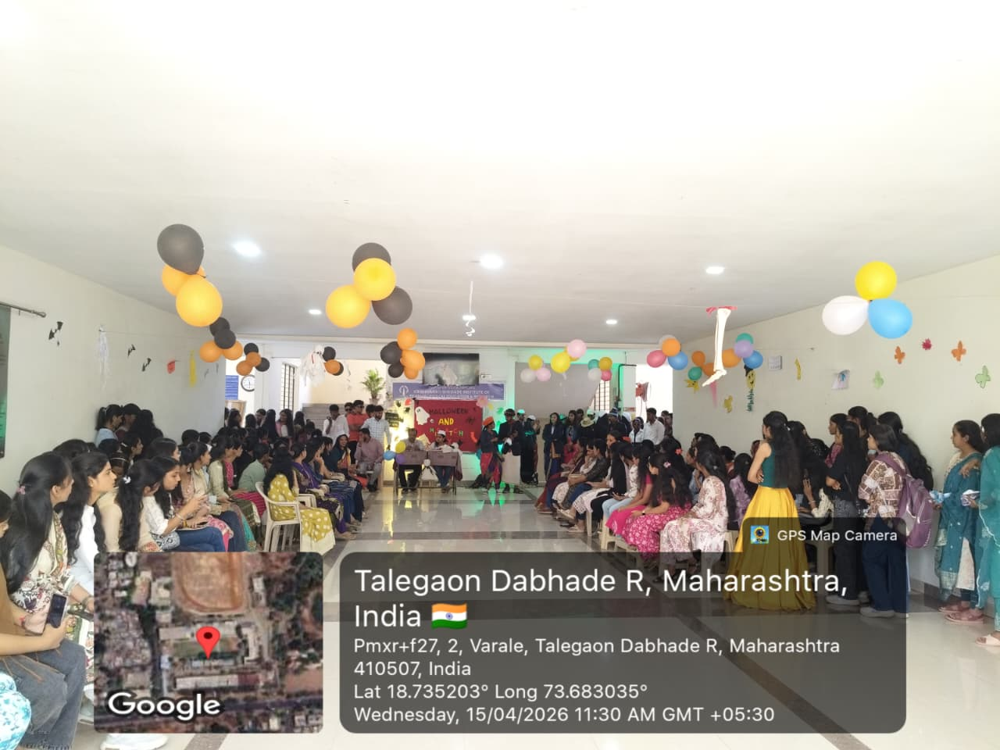 HALLOWEEN
AND
GPS Map Camera
Talegaon Dabhade R, Maharashtra,
India 🇮🇳
Pmxr+f27, 2, Varale, Talegaon Dabhade R, Maharashtra
410507, India
Lat 18.735203° Long 73.683035°
Wednesday, 15/04/2026 11:30 AM GMT +05:30
Google